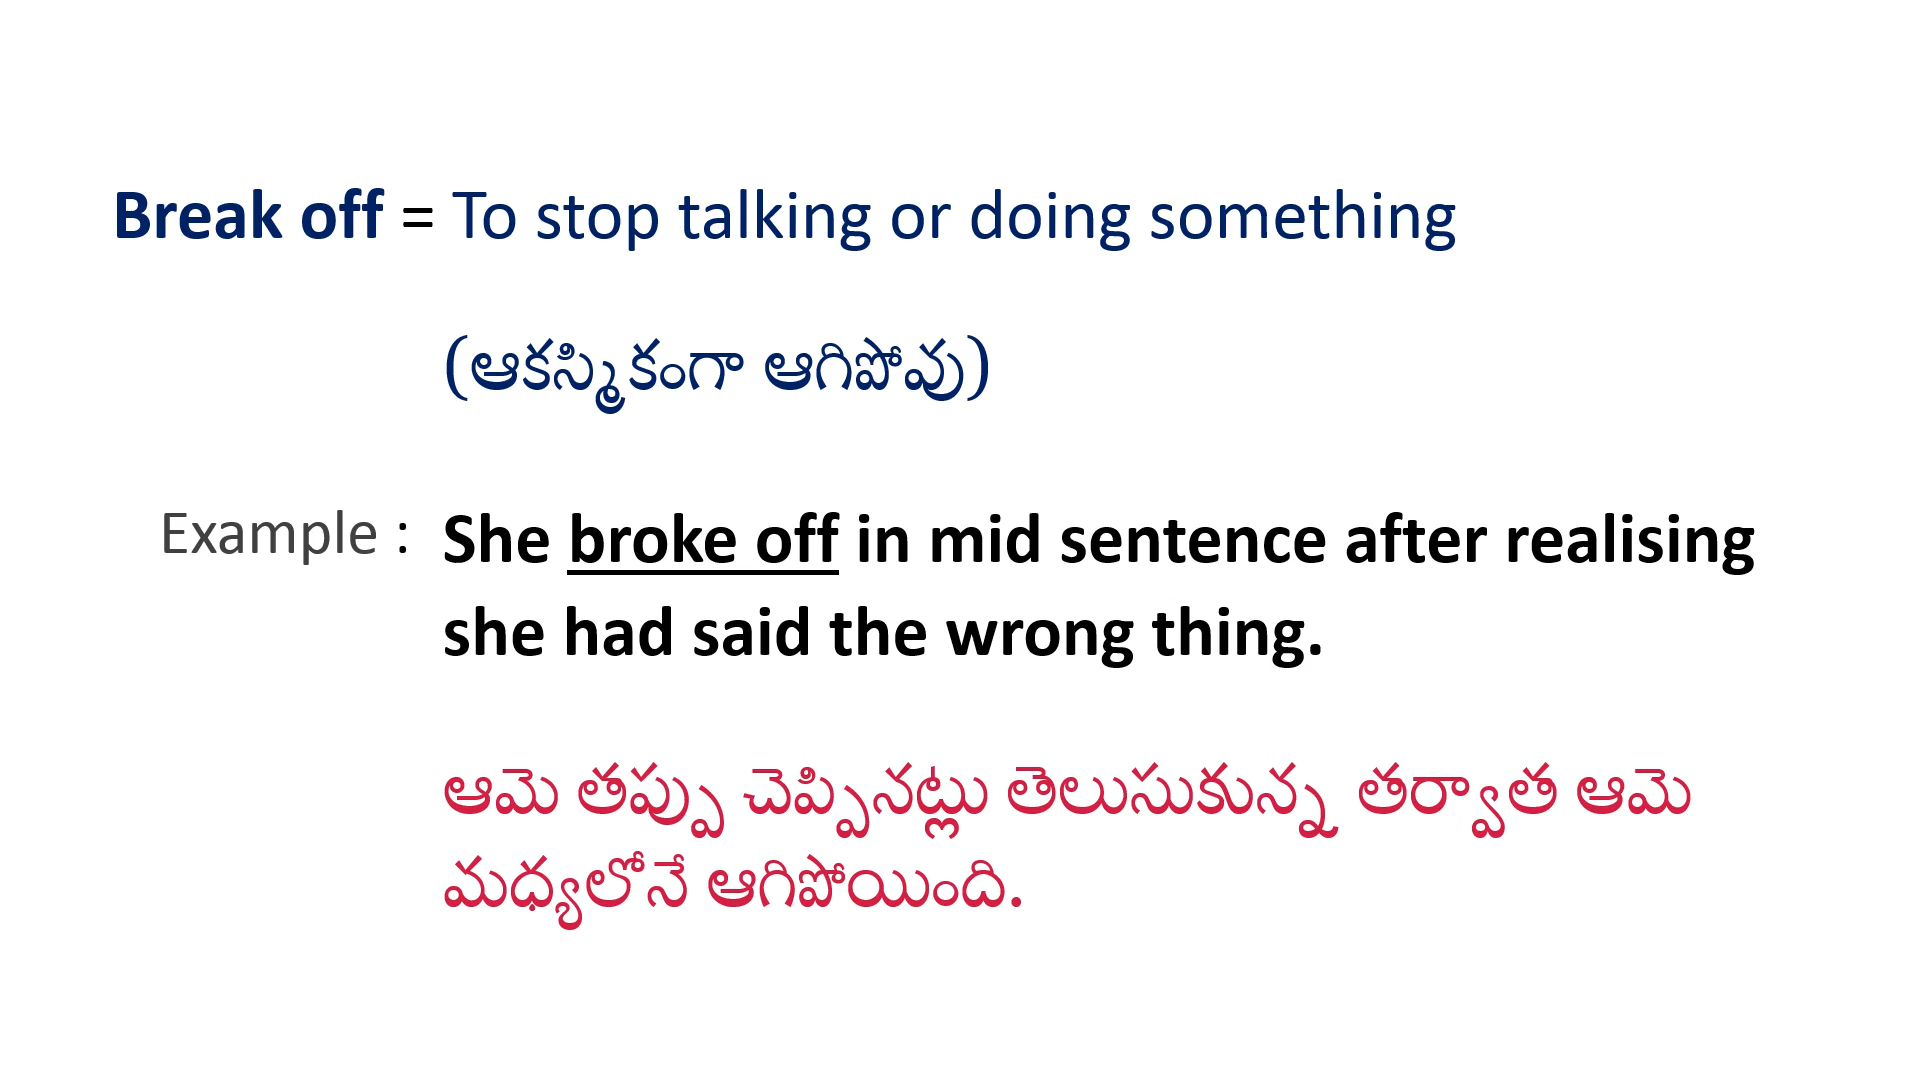 Break off = To stop talking or doing something
(ఆకస్మికంగా ఆగిపోవు)
Example : She broke off in mid sentence after realising
she had said the wrong thing.
ఆమె తప్పు చెప్పినట్లు తెలుసుకున్న తర్వాత ఆమె
మధ్యలోనే ఆగిపోయింది.